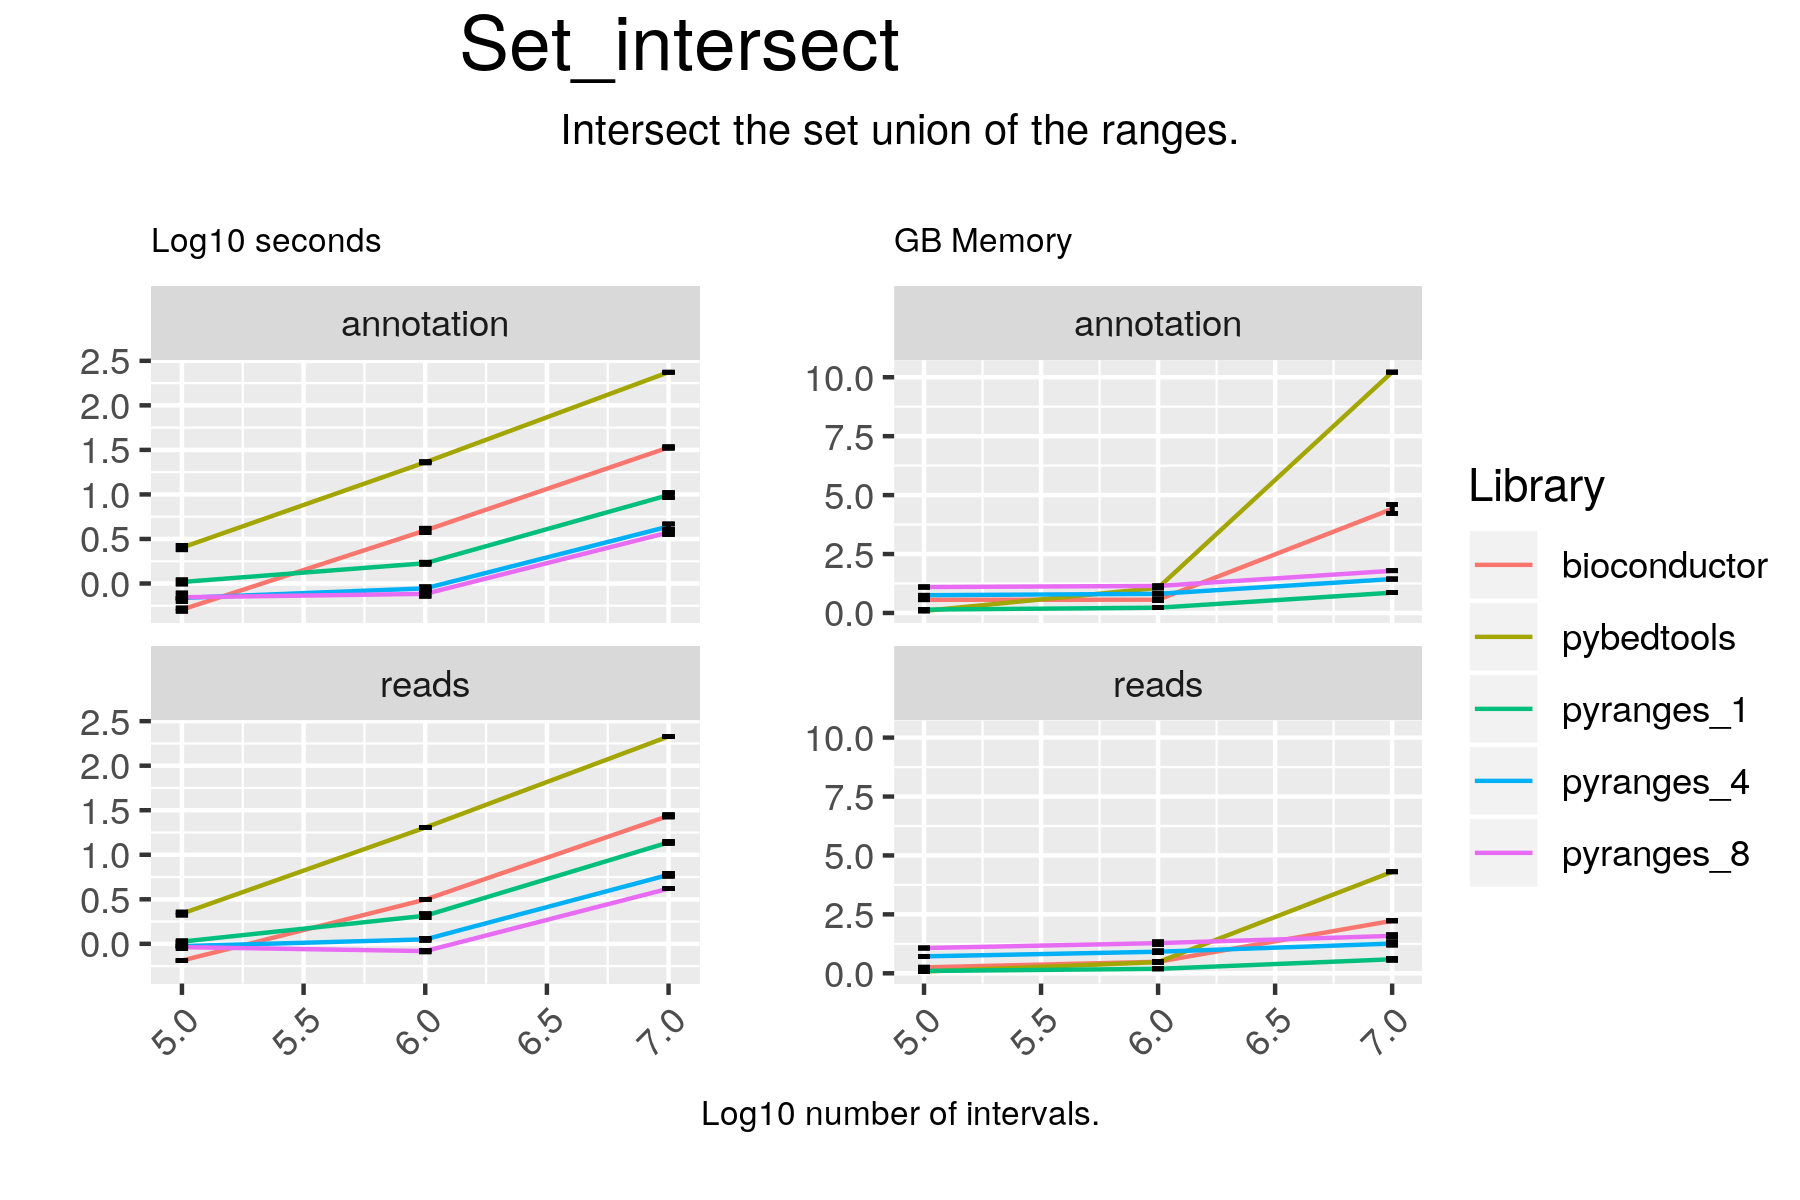 Set_intersect
Intersect the set union of the ranges.
Log10 seconds
GB Memory
annotation
annotation
2.5
2.0
1.5
1.0
0.5
0.0
10.0
7.5
5.0
2.5
0.0
reads
reads
2.5
2.0
1.5
1.0
0.5
0.0
10.0
7.5
5.0
2.5
0.0
5.0 5.5 6.0 6.5 7.0
5.0 5.5 6.0 6.5 7.0
Log10 number of intervals.
Library
bioconductor
pybedtools
pyranges_1
pyranges_4
pyranges_8